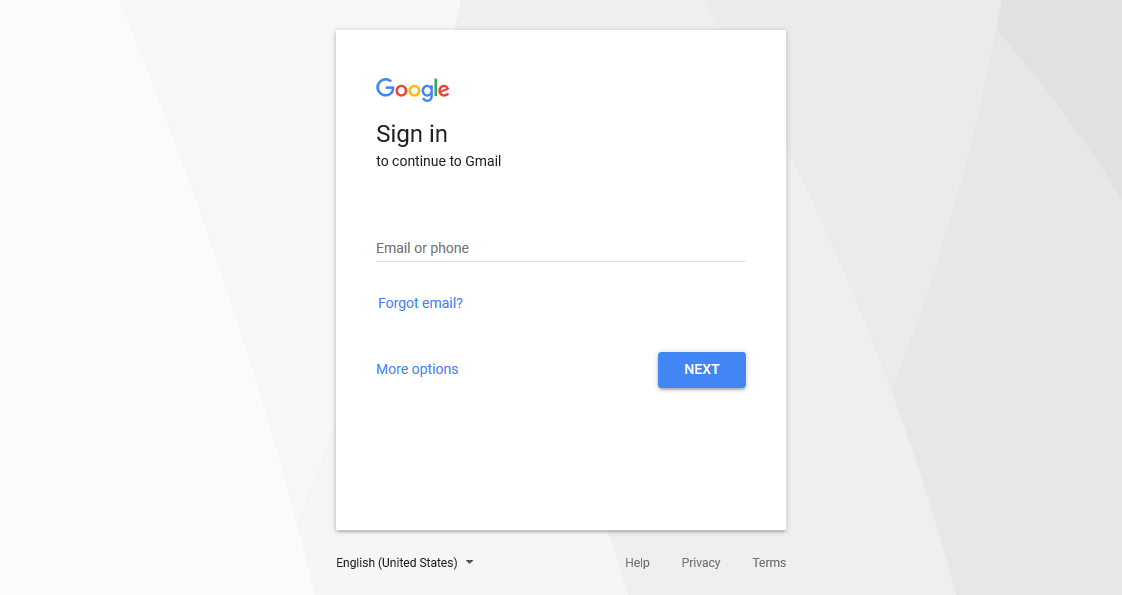 Google
Sign in
to continue to Gmail
Email or phone
Forgot email?
More options
NEXT
English (United States)
Help
Privacy
Terms